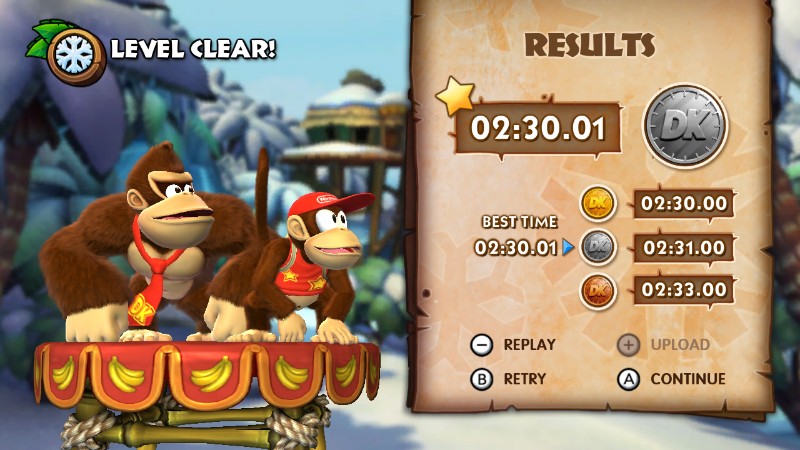 LEVEL CLEAR!
RESULTS
02:30.01
DK
DK
02:30.00
BEST TIME
02:30.01
DK
02:31.00
DK
02:33.00
DK
Nintendo
− REPLAY
+ UPLOAD
B RETRY
A CONTINUE